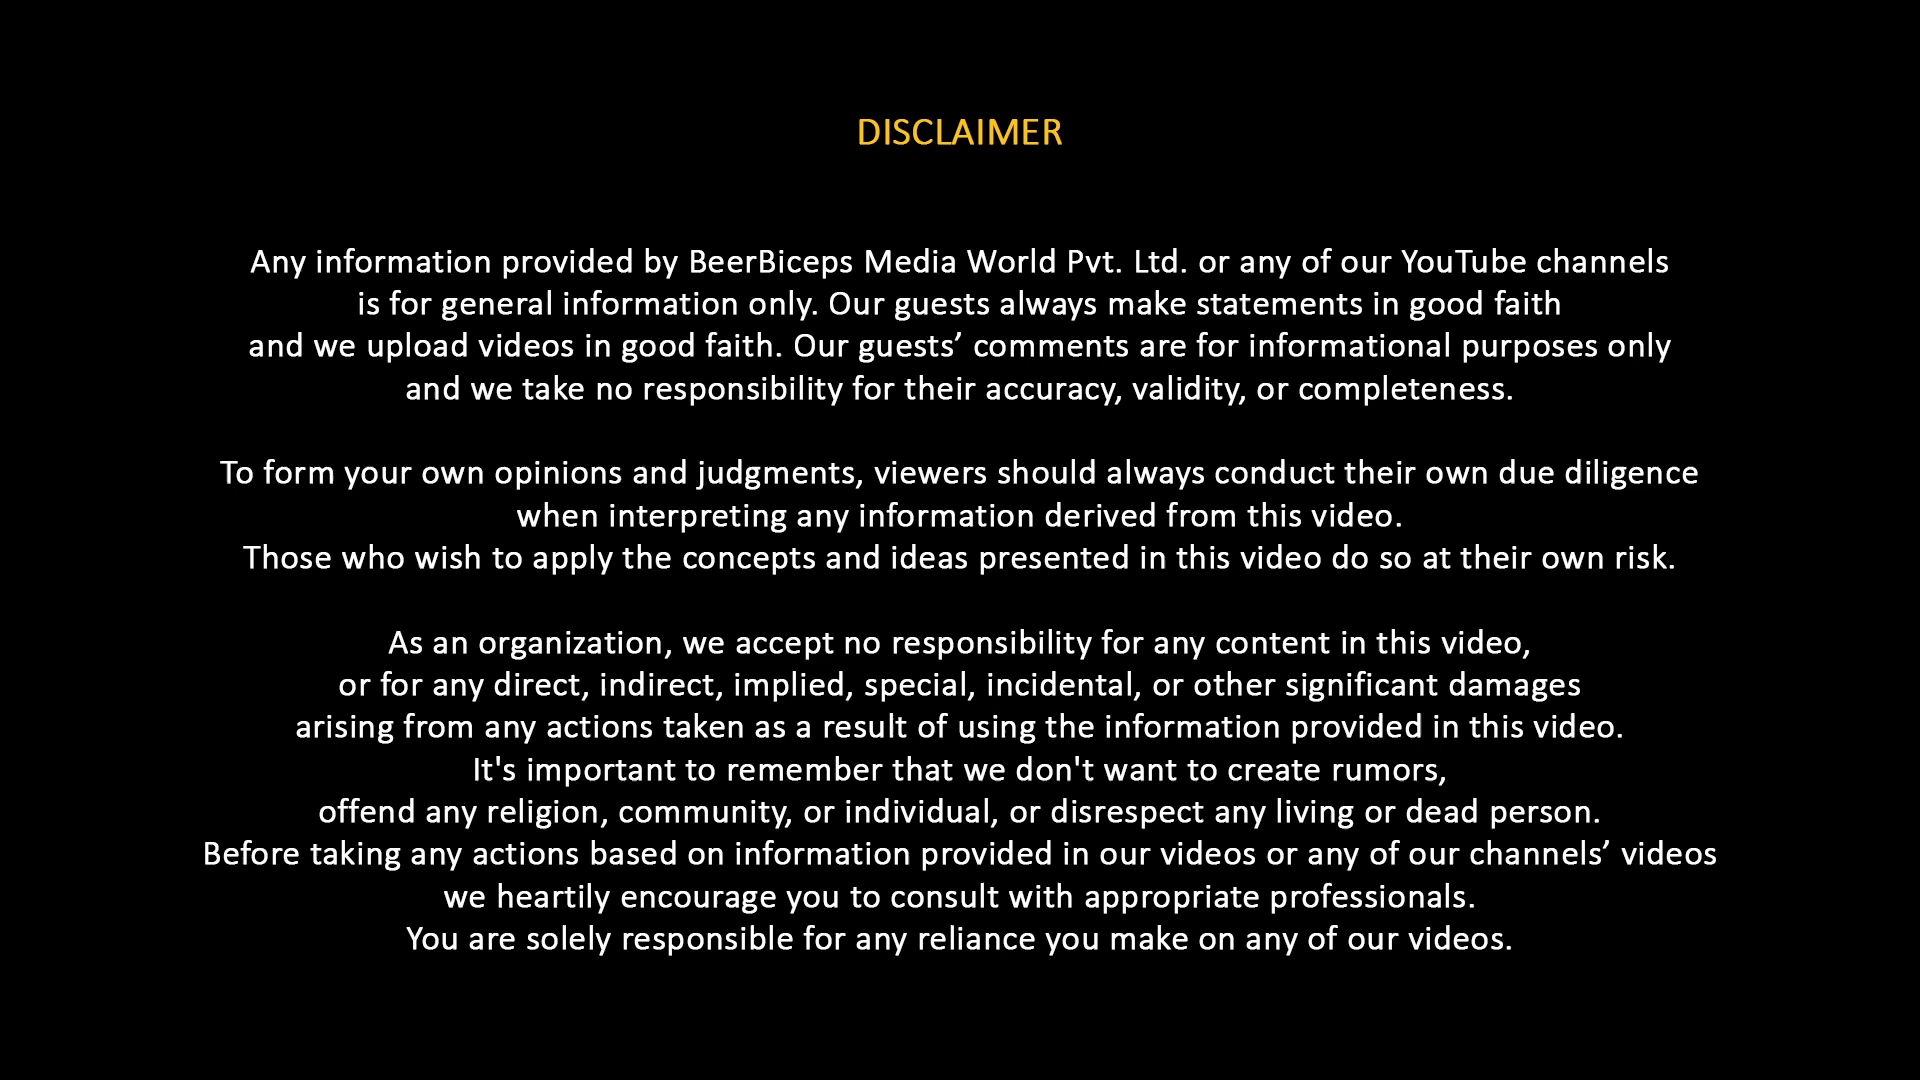 DISCLAIMER
Any information provided by BeerBiceps Media World Pvt. Ltd. or any of our YouTube channels
is for general information only. Our guests always make statements in good faith
and we upload videos in good faith. Our guests’ comments are for informational purposes only
and we take no responsibility for their accuracy, validity, or completeness.
To form your own opinions and judgments, viewers should always conduct their own due diligence
when interpreting any information derived from this video.
Those who wish to apply the concepts and ideas presented in this video do so at their own risk.
As an organization, we accept no responsibility for any content in this video,
or for any direct, indirect, implied, special, incidental, or other significant damages
arising from any actions taken as a result of using the information provided in this video.
It's important to remember that we don't want to create rumors,
offend any religion, community, or individual, or disrespect any living or dead person.
Before taking any actions based on information provided in our videos or any of our channels’ videos
we heartily encourage you to consult with appropriate professionals.
You are solely responsible for any reliance you make on any of our videos.